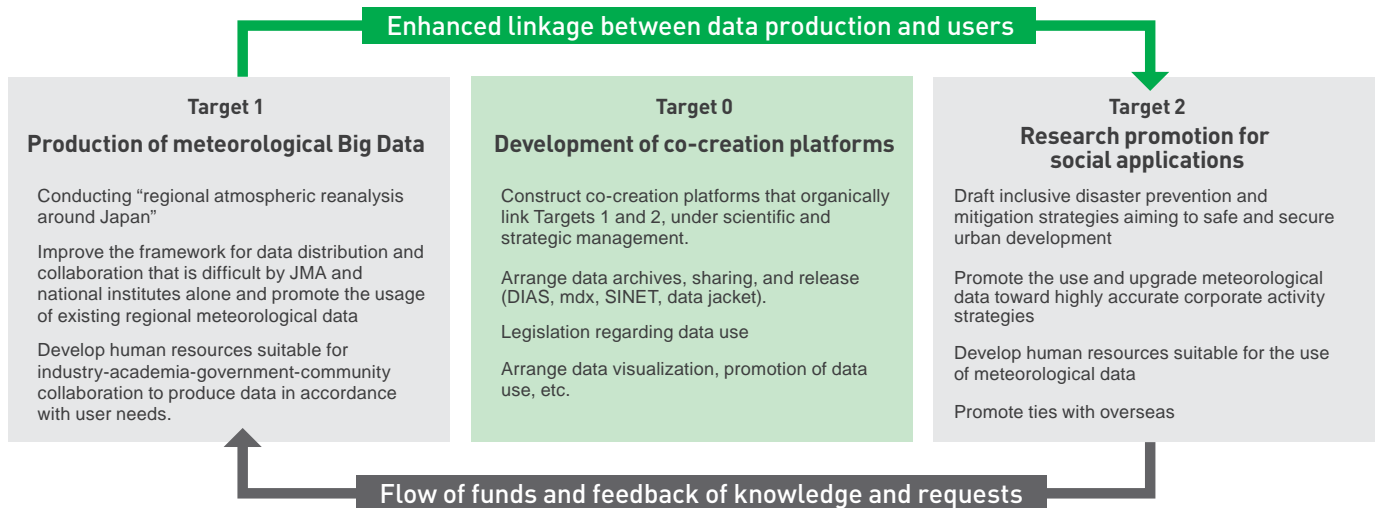 Enhanced linkage between data production and users
Target 1
Production of meteorological Big Data
Conducting “regional atmospheric reanalysis
around Japan”
Improve the framework for data distribution and
collaboration that is difficult by JMA and
national institutes alone and promote the usage
of existing regional meteorological data
Develop human resources suitable for
industry-academia-government-community
collaboration to produce data in accordance
with user needs.
Target 0
Development of co-creation platforms
Construct co-creation platforms that organically
link Targets 1 and 2, under scientific and
strategic management.
Arrange data archives, sharing, and release
(DIAS, mdx, SINET, data jacket).
Legislation regarding data use
Arrange data visualization, promotion of data
use, etc.
Target 2
Research promotion for
social applications
Draft inclusive disaster prevention and
mitigation strategies aiming to safe and secure
urban development
Promote the use and upgrade meteorological
data toward highly accurate corporate activity
strategies
Develop human resources suitable for the use
of meteorological data
Promote ties with overseas
Flow of funds and feedback of knowledge and requests